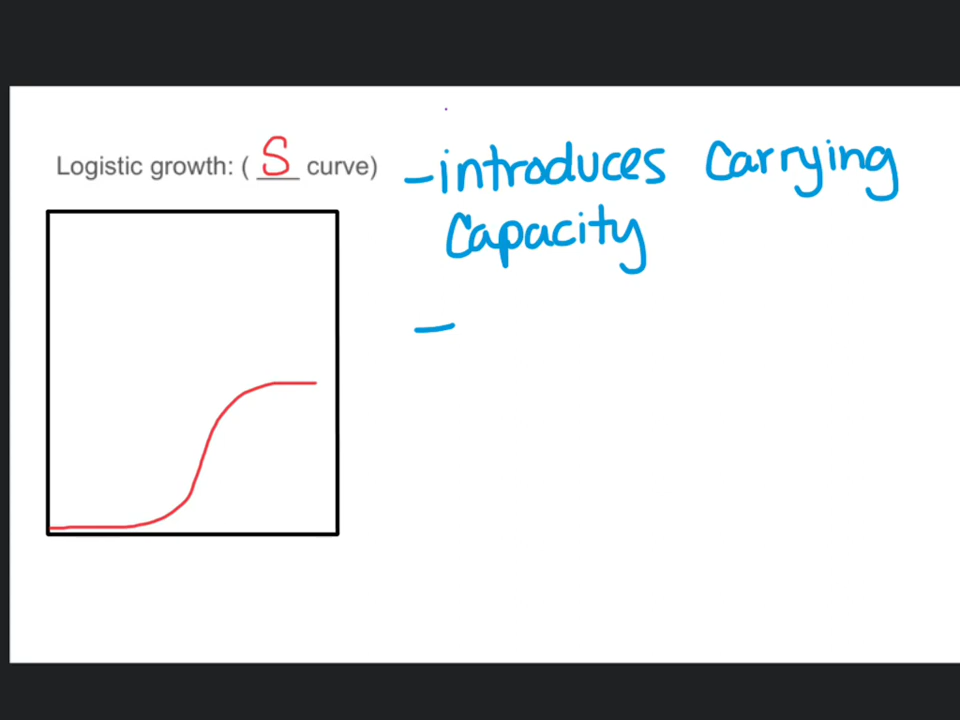 Logistic growth: ( S curve)
- introduces Carrying
Capacity
-